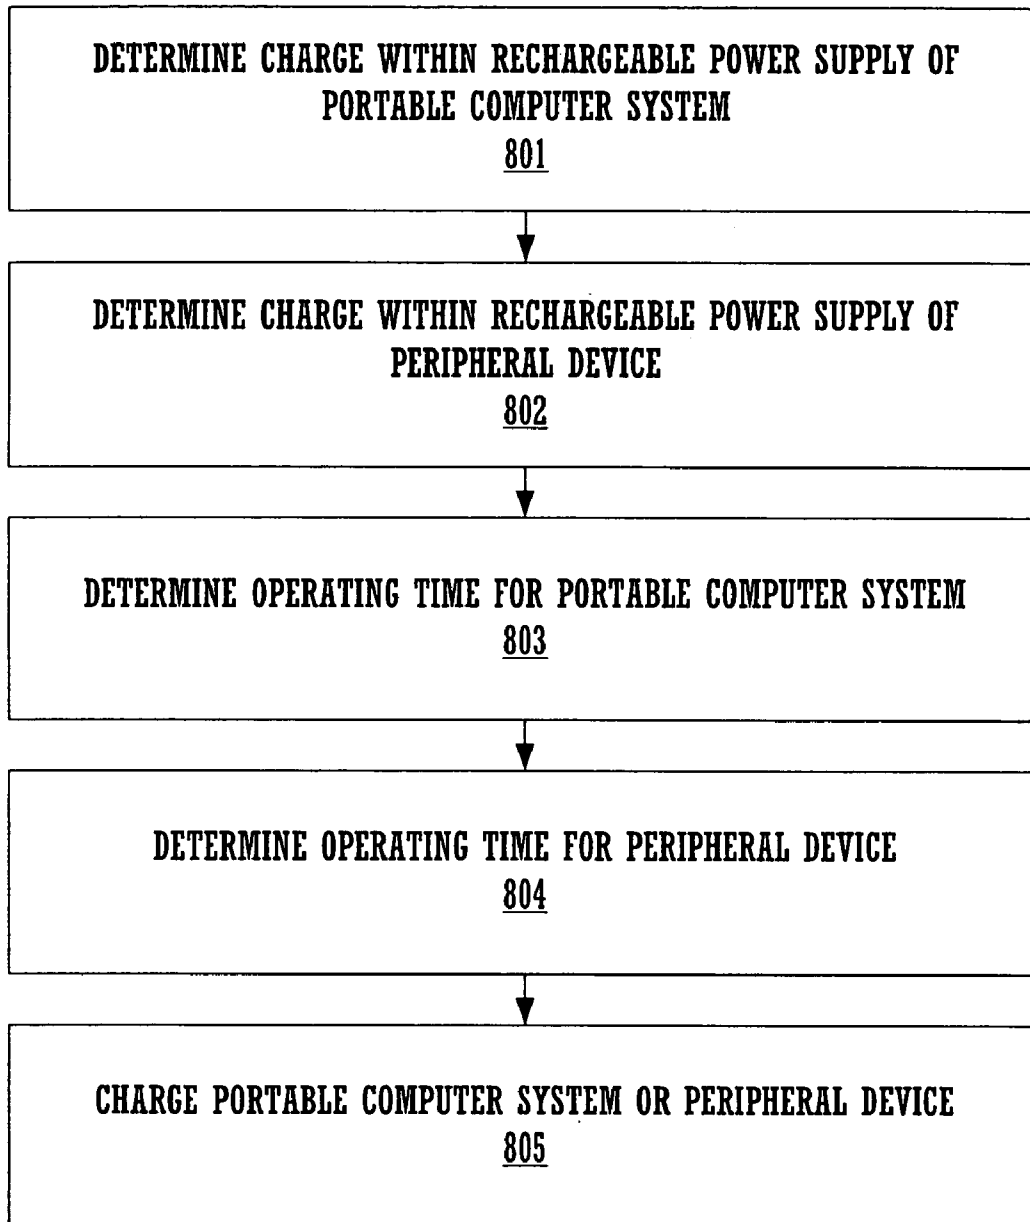 DETERMINE CHARGE WITHIN RECHARGEABLE POWER SUPPLY OF
PORTABLE COMPUTER SYSTEM
801
DETERMINE CHARGE WITHIN RECHARGEABLE POWER SUPPLY OF
PERIPHERAL DEVICE
802
DETERMINE OPERATING TIME FOR PORTABLE COMPUTER SYSTEM
803
DETERMINE OPERATING TIME FOR PERIPHERAL DEVICE
804
CHARGE PORTABLE COMPUTER SYSTEM OR PERIPHERAL DEVICE
805